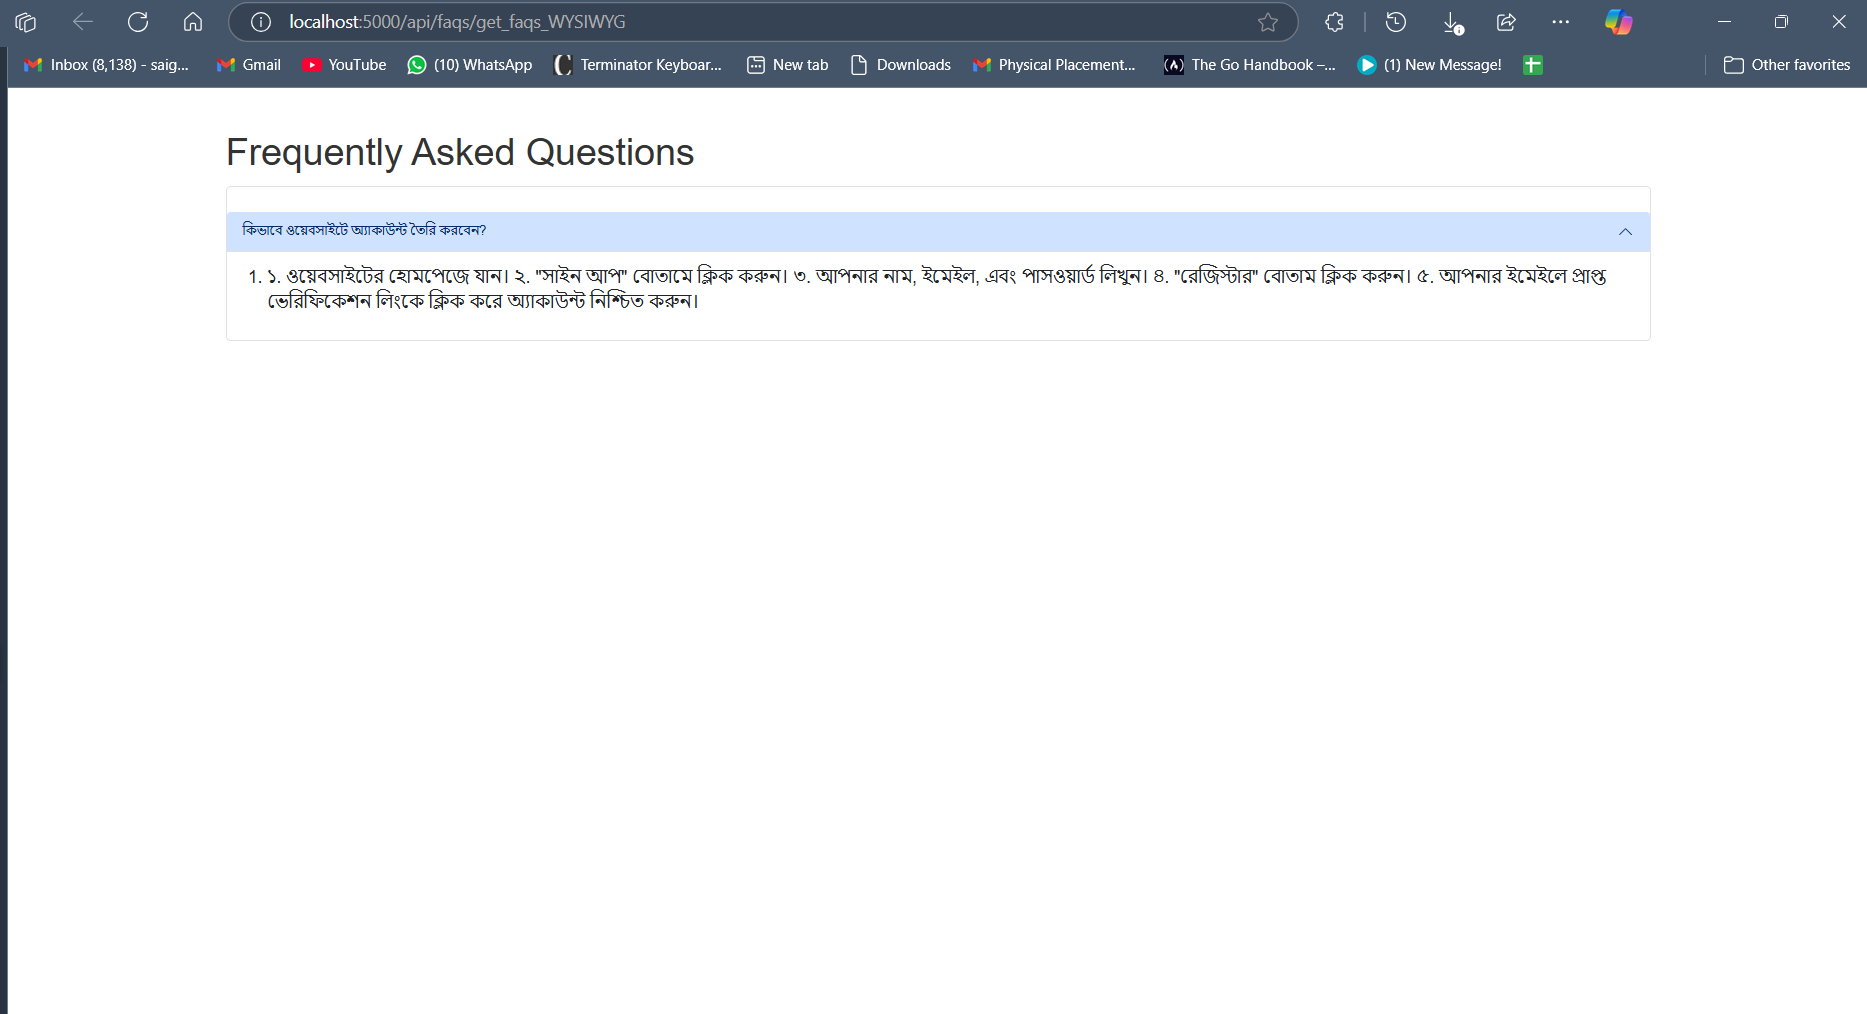 localhost:5000/api/faqs/get_faqs_WYSIWYG
Inbox (8,138) - saig... Gmail YouTube (10) WhatsApp Terminator Keyboar... New tab Downloads Physical Placement... The Go Handbook –... (1) New Message! Other favorites
Frequently Asked Questions
কিভাবে ওয়েবসাইটে অ্যাকাউন্ট তৈরি করবেন?
1. ১. ওয়েবসাইটের হোমপেজে যান। ২. "সাইন আপ" বোতামে ক্লিক করুন। ৩. আপনার নাম, ইমেইল, এবং পাসওয়ার্ড লিখুন। ৪. "রেজিস্টার" বোতাম ক্লিক করুন। ৫. আপনার ইমেইলে প্রাপ্ত
ভেরিফিকেশন লিংকে ক্লিক করে অ্যাকাউন্ট নিশ্চিত করুন।